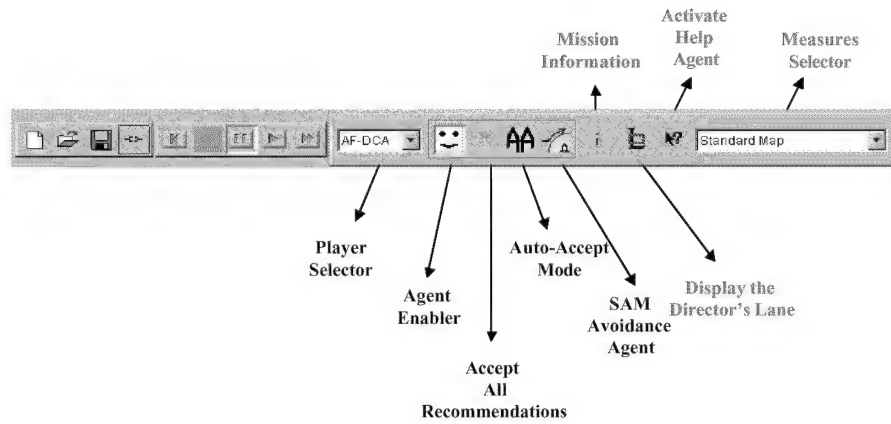 Mission
Information
Activate
Help
Agent
Measures
Selector
AF-DCA
AA
i
?
Standard Map
Player
Selector
Agent
Enabler
Accept
All
Recommendations
Auto-Accept
Mode
SAM
Avoidance
Agent
Display the
Director's Lane